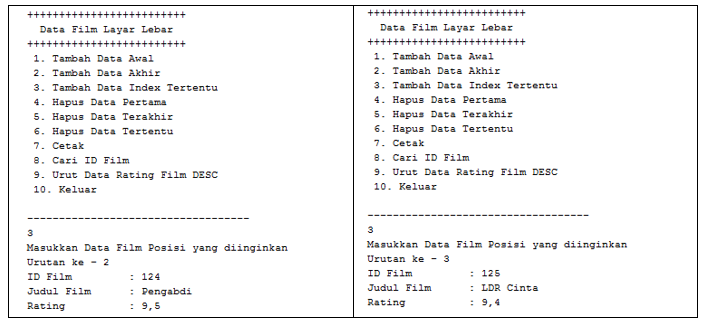 +++++++++++++++++++++++++
Data Film Layar Lebar
+++++++++++++++++++++++++
1. Tambah Data Awal
2. Tambah Data Akhir
3. Tambah Data Index Tertentu
4. Hapus Data Pertama
5. Hapus Data Terakhir
6. Hapus Data Tertentu
7. Cetak
8. Cari ID Film
9. Urut Data Rating Film DESC
10. Keluar
-----------------------------------
3
Masukkan Data Film Posisi yang diinginkan
Urutan ke - 2
ID Film : 124
Judul Film : Pengabdi
Rating : 9,5
+++++++++++++++++++++++++
Data Film Layar Lebar
+++++++++++++++++++++++++
1. Tambah Data Awal
2. Tambah Data Akhir
3. Tambah Data Index Tertentu
4. Hapus Data Pertama
5. Hapus Data Terakhir
6. Hapus Data Tertentu
7. Cetak
8. Cari ID Film
9. Urut Data Rating Film DESC
10. Keluar
-----------------------------------
3
Masukkan Data Film Posisi yang diinginkan
Urutan ke - 3
ID Film : 125
Judul Film : LDR Cinta
Rating : 9,4